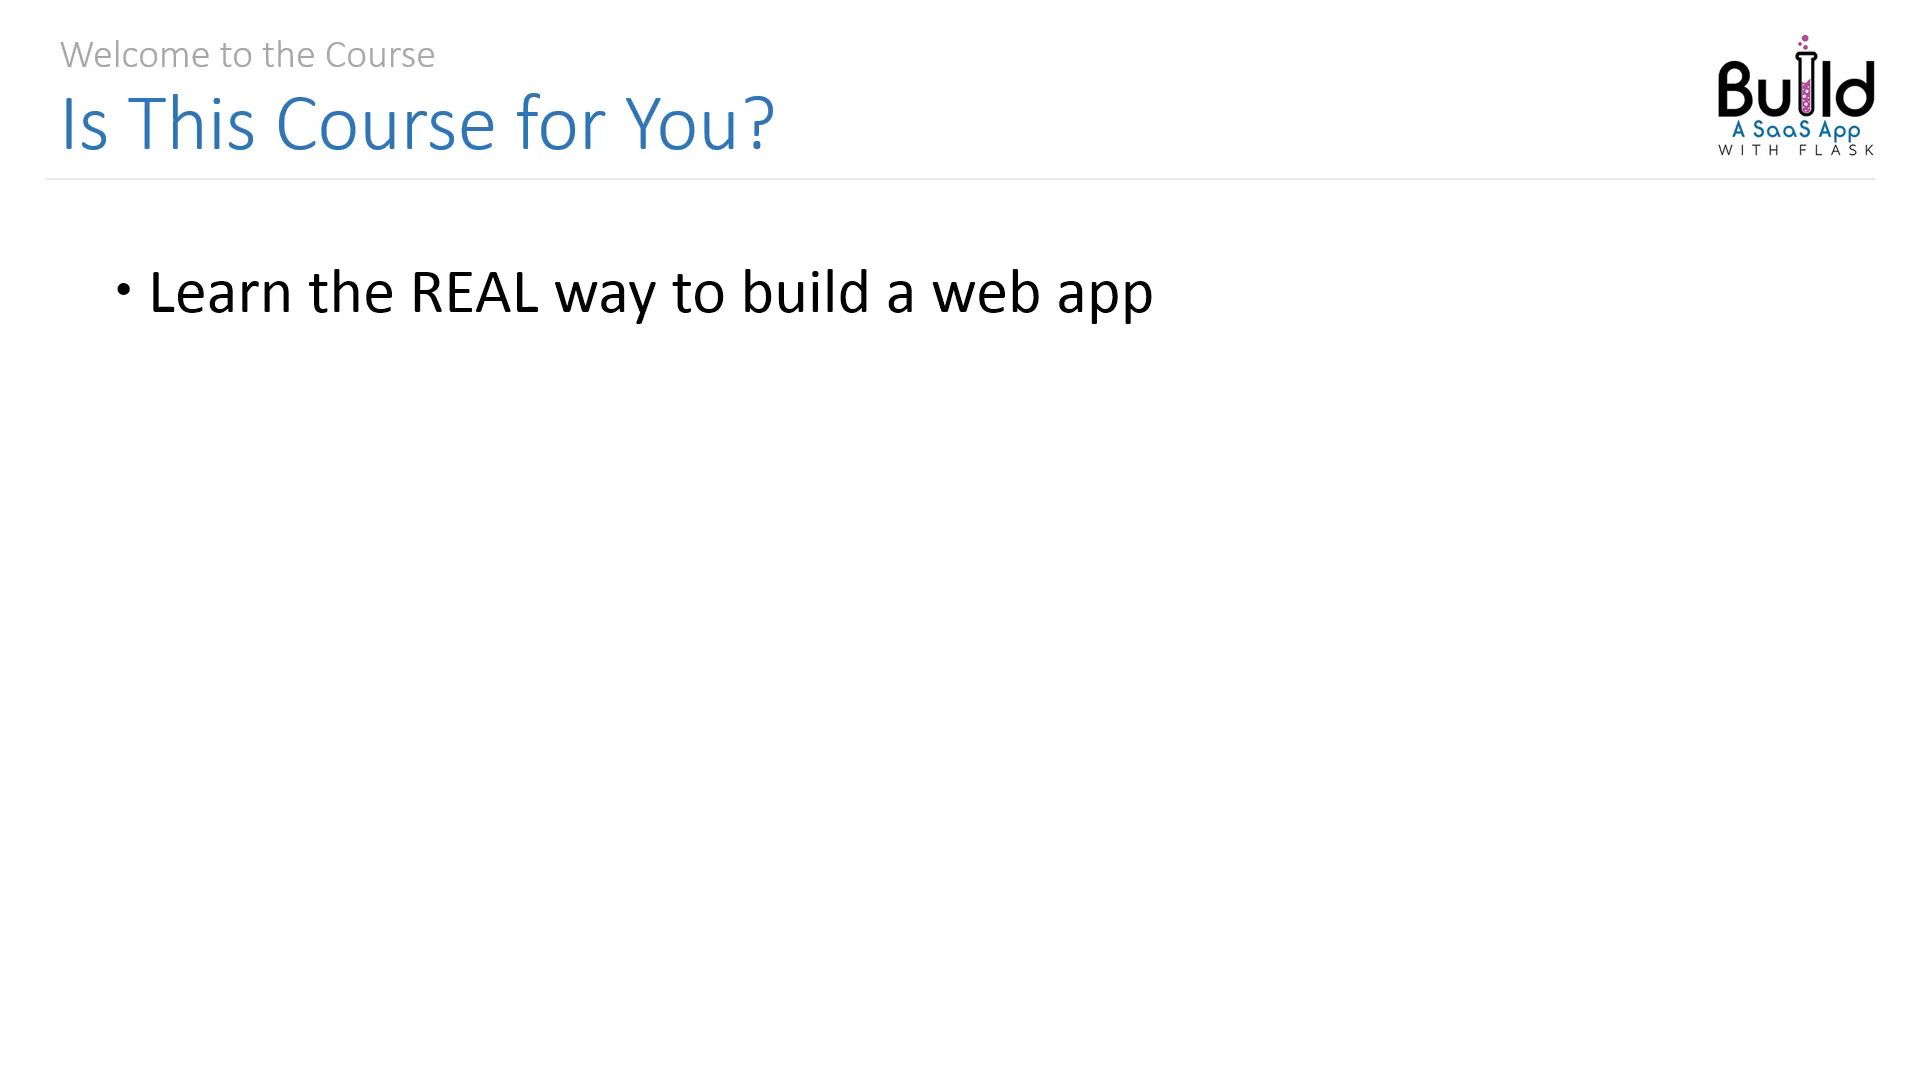 Welcome to the Course
Is This Course for You?
Build
A SaaS App
WITH FLASK
• Learn the REAL way to build a web app